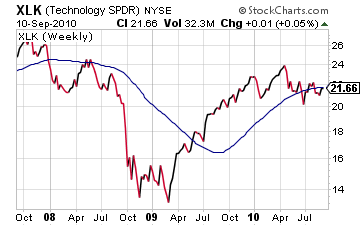 XLK (Technology SPDR) NYSE © StockCharts.com
10-Sep-2010 Cl 21.66 Vol 32.3M Chg +0.01 (+0.05%)
XLK (Weekly)
26
24
22
21.66
20
18
16
14
Oct 08 Apr Jul Oct 09 Apr Jul Oct 10 Apr Jul